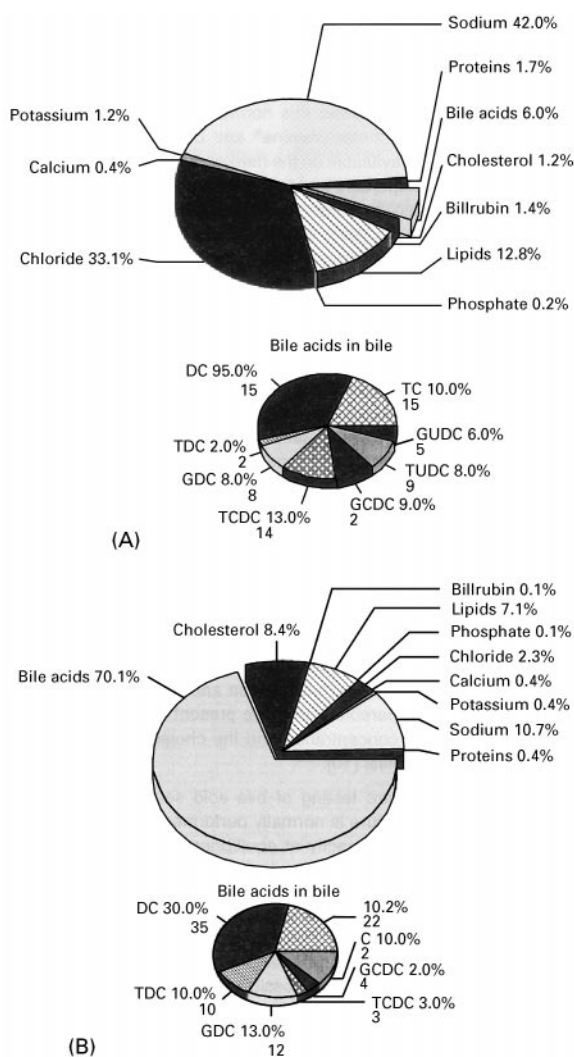 Sodium 42.0%
Proteins 1.7%
Potassium 1.2%
Bile acids 6.0%
Calcium 0.4%
Cholesterol 1.2%
Billrubin 1.4%
Chloride 33.1%
Lipids 12.8%
Phosphate 0.2%
Bile acids in bile
DC 95.0%
15
TC 10.0%
15
TDC 2.0%
2
GUDC 6.0%
5
GDC 8.0%
8
TUDC 8.0%
9
TCDC 13.0%
14
GCDC 9.0%
2
(A)
Billrubin 0.1%
Lipids 7.1%
Cholesterol 8.4%
Phosphate 0.1%
Chloride 2.3%
Bile acids 70.1%
Calcium 0.4%
Potassium 0.4%
Sodium 10.7%
Proteins 0.4%
Bile acids in bile
DC 30.0%
35
10.2%
22
C 10.0%
2
TDC 10.0%
10
GCDC 2.0%
4
GDC 13.0%
12
TCDC 3.0%
3
(B)